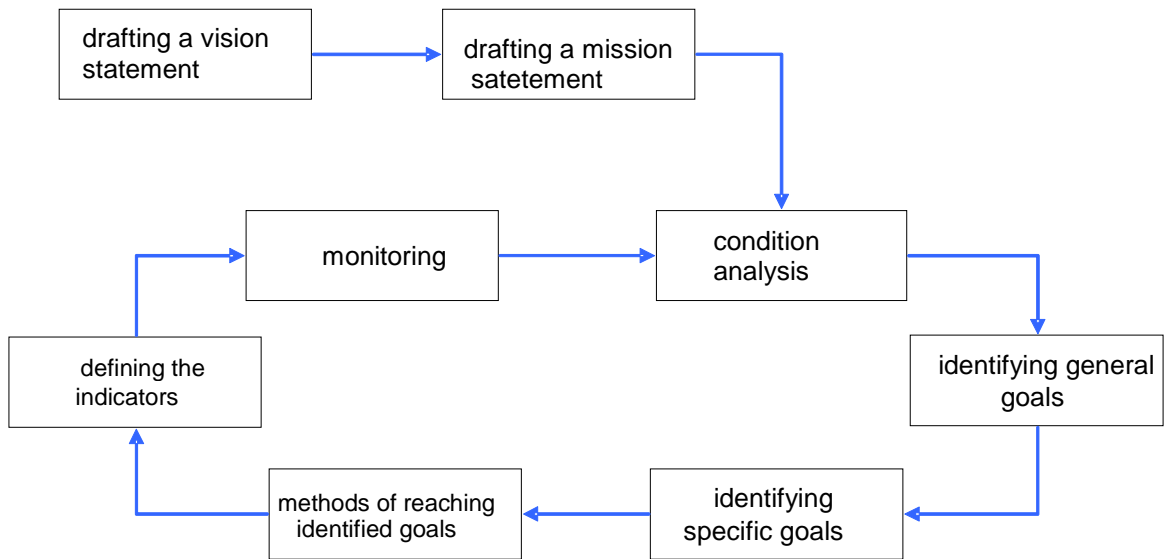 drafting a vision
statement
drafting a mission
satetement
monitoring
condition
analysis
defining the
indicators
identifying general
goals
methods of reaching
identified goals
identifying
specific goals